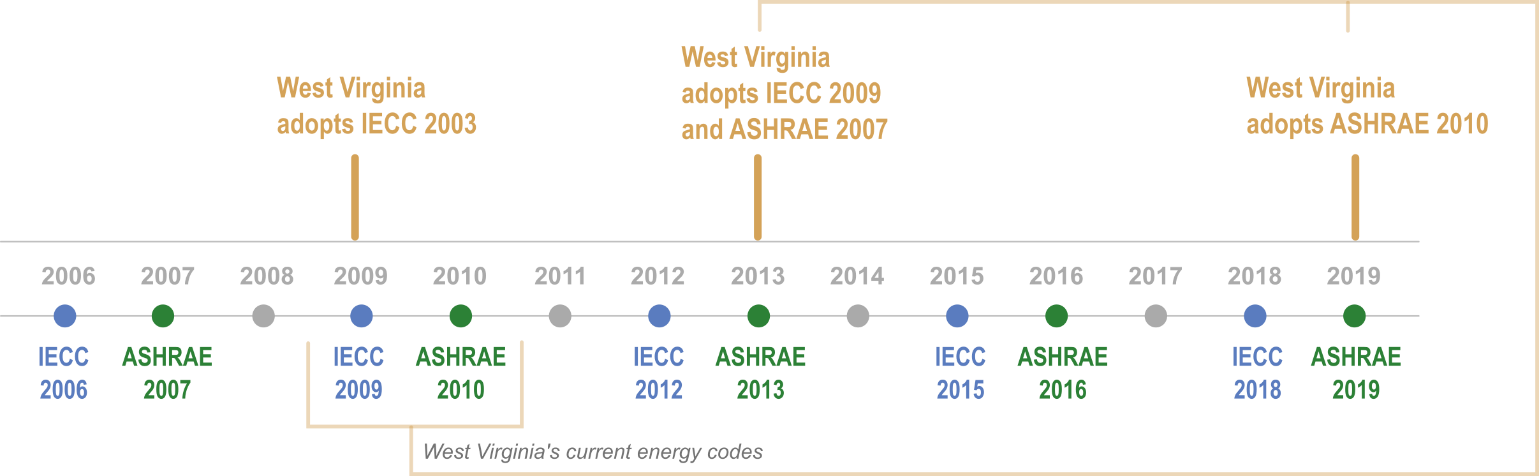 West Virginia
adopts IECC 2003
West Virginia
adopts IECC 2009
and ASHRAE 2007
West Virginia
adopts ASHRAE 2010
2006 2007 2008 2009 2010 2011 2012 2013 2014 2015 2016 2017 2018 2019
IECC
2006
ASHRAE
2007
IECC
2009
ASHRAE
2010
IECC
2012
ASHRAE
2013
IECC
2015
ASHRAE
2016
IECC
2018
ASHRAE
2019
West Virginia's current energy codes